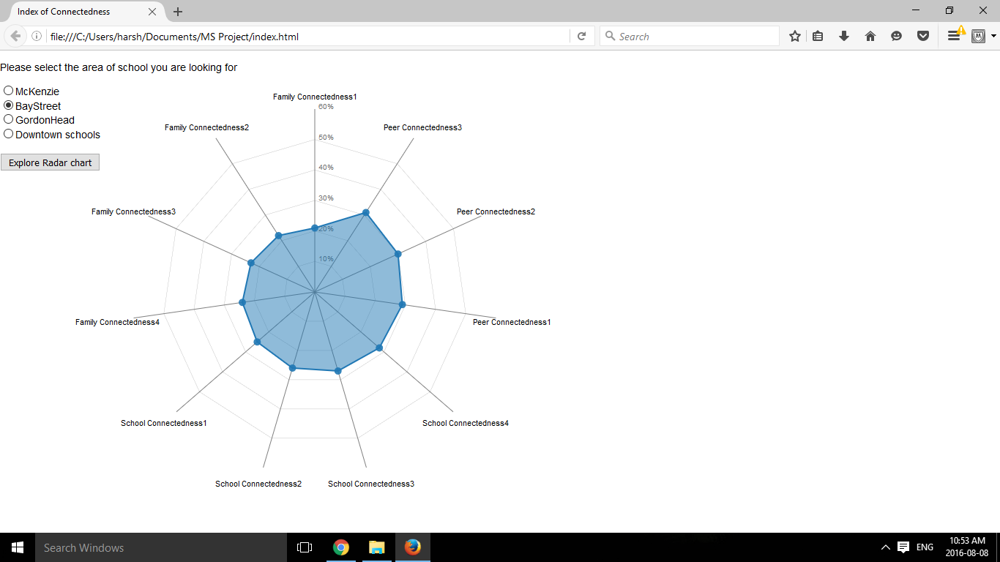 Index of Connectedness
file:///C:/Users/harsh/Documents/MS Project/index.html
Search
Please select the area of school you are looking for
McKenzie
BayStreet
GordonHead
Downtown schools
Explore Radar chart
Family Connectedness1
60%
Family Connectedness2
Peer Connectedness3
50%
40%
30%
Family Connectedness3
Peer Connectedness2
20%
10%
Family Connectedness4
Peer Connectedness1
School Connectedness1
School Connectedness4
School Connectedness2
School Connectedness3
Search Windows
ENG
10:53 AM
2016-08-08